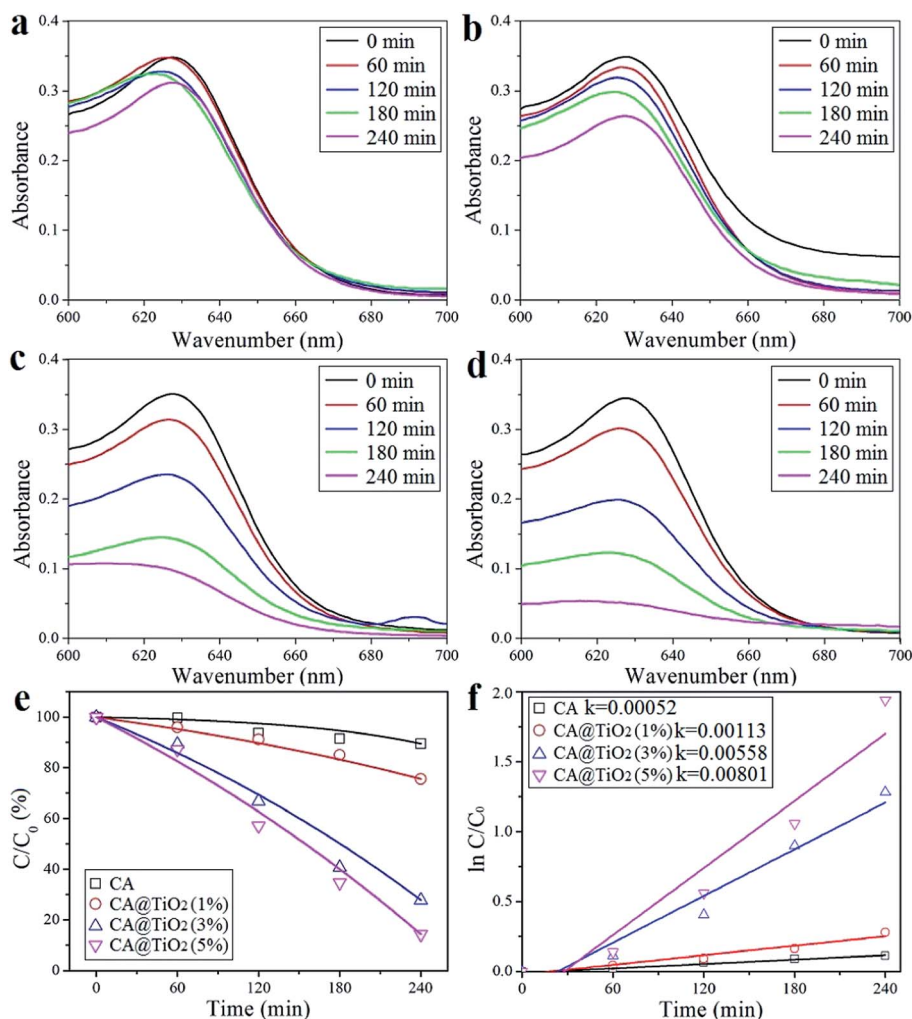 a
0.4
0.3
0.2
0.1
0.0
Absorbance
0 min
60 min
120 min
180 min
240 min
600 620 640 660 680 700
Wavenumber (nm)
b
0.4
0.3
0.2
0.1
0.0
Absorbance
0 min
60 min
120 min
180 min
240 min
600 620 640 660 680 700
Wavenumber (nm)
c
0.4
0.3
0.2
0.1
0.0
Absorbance
0 min
60 min
120 min
180 min
240 min
600 620 640 660 680 700
Wavenumber (nm)
d
0.4
0.3
0.2
0.1
0.0
Absorbance
0 min
60 min
120 min
180 min
240 min
600 620 640 660 680 700
Wavenumber (nm)
e
100
80
60
40
20
0
C/C₀ (%)
CA
CA@TiO₂ (1%)
CA@TiO₂ (3%)
CA@TiO₂ (5%)
0 60 120 180 240
Time (min)
f
2.0
1.5
1.0
0.5
0.0
ln C/C₀
CA k=0.00052
CA@TiO₂ (1%) k=0.00113
CA@TiO₂ (3%) k=0.00558
CA@TiO₂ (5%) k=0.00801
0 60 120 180 240
Time (min)